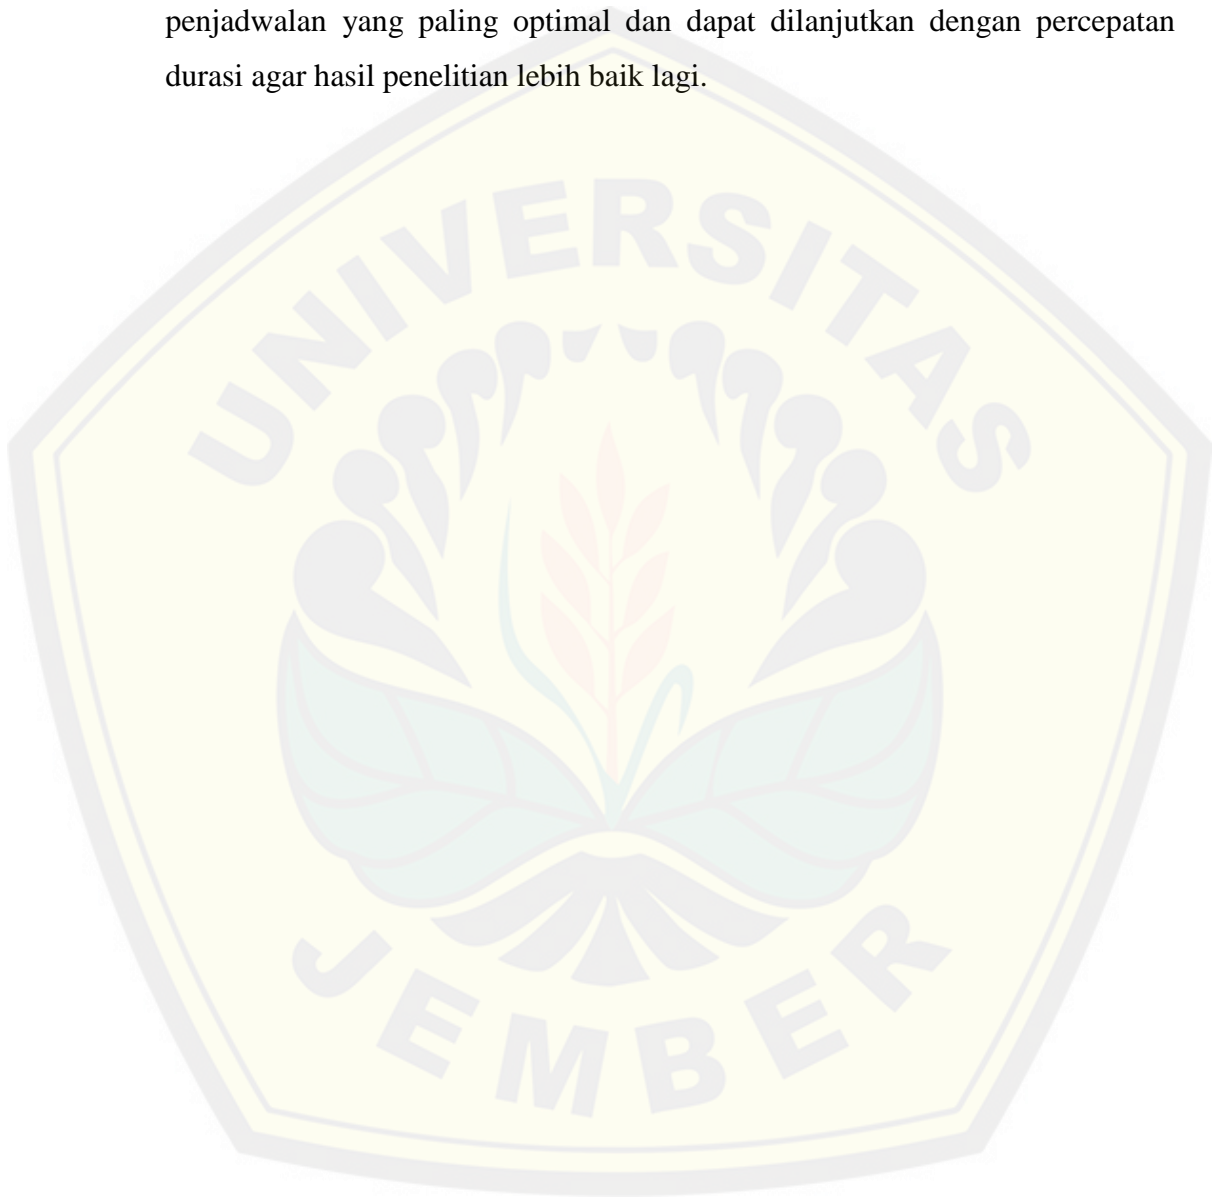 penjadwalan yang paling optimal dan dapat dilanjutkan dengan percepatan
durasi agar hasil penelitian lebih baik lagi.
UNIVERSITAS
JEMBER